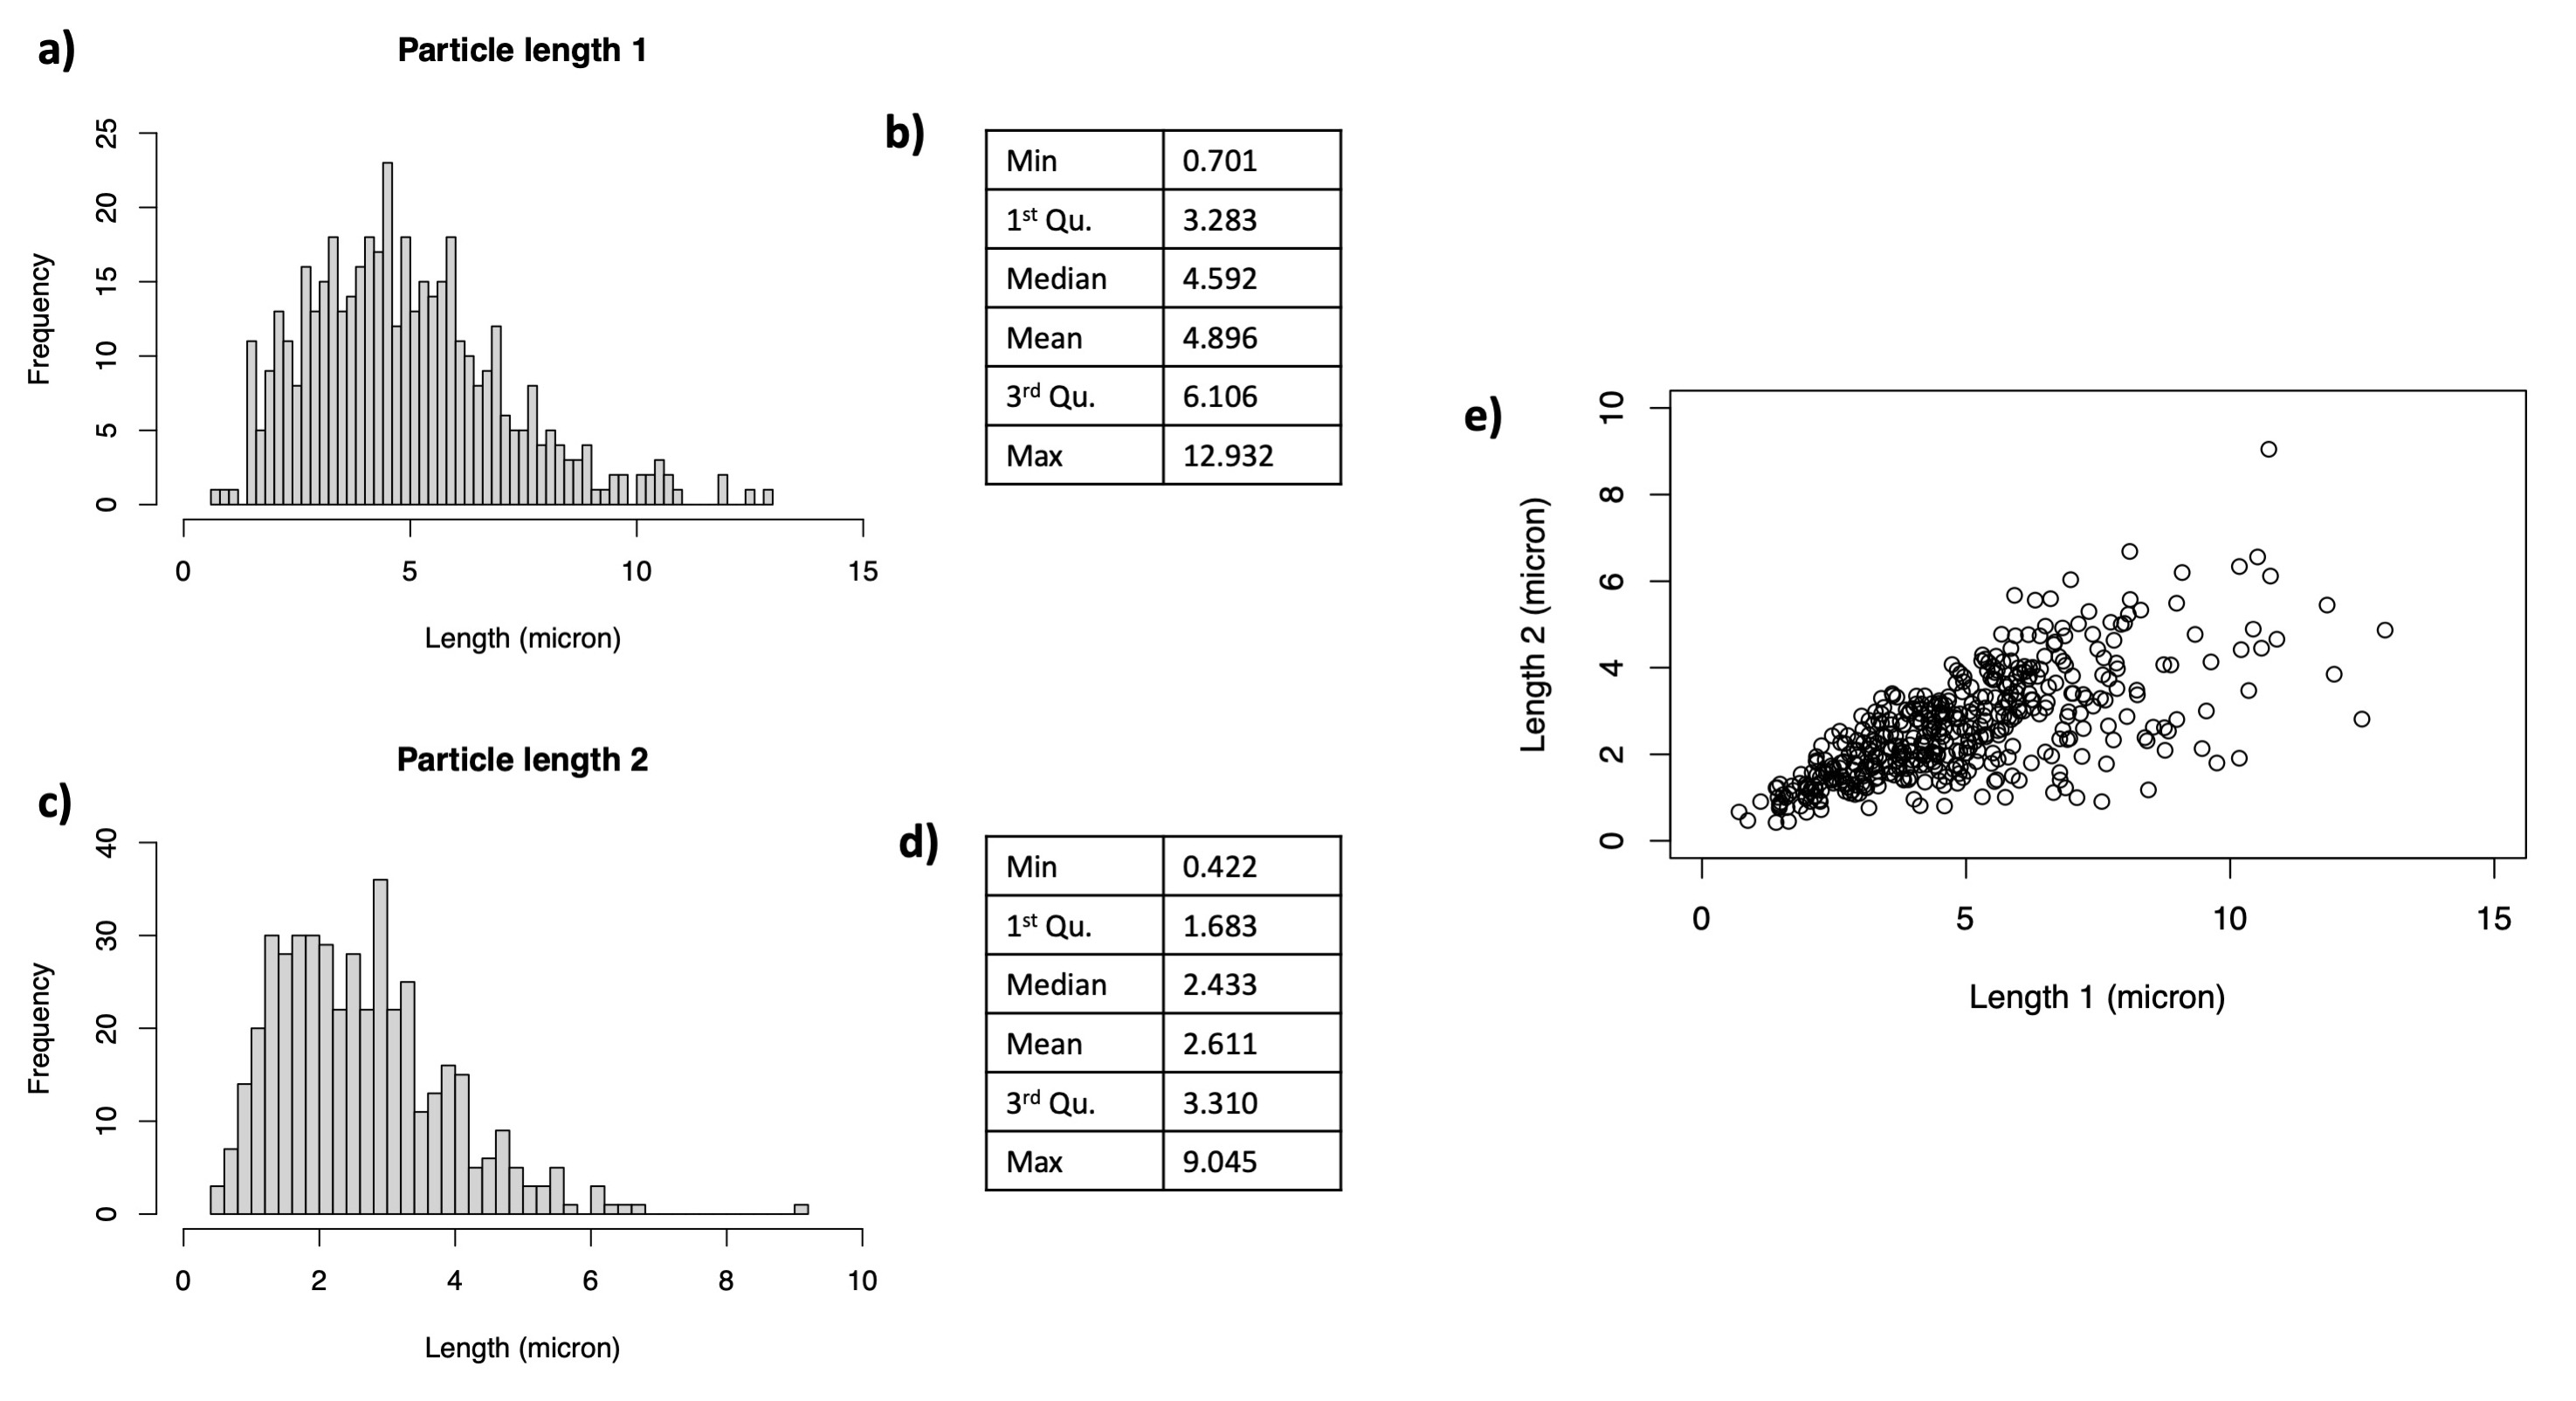 a)
Particle length 1
Frequency
25
20
15
10
5
0
0 5 10 15
Length (micron)
b)
Min 0.701
1st Qu. 3.283
Median 4.592
Mean 4.896
3rd Qu. 6.106
Max 12.932
Particle length 2
c)
Frequency
40
30
20
10
0
0 2 4 6 8 10
Length (micron)
d)
Min 0.422
1st Qu. 1.683
Median 2.433
Mean 2.611
3rd Qu. 3.310
Max 9.045
e)
Length 2 (micron)
10
8
6
4
2
0
0 5 10 15
Length 1 (micron)